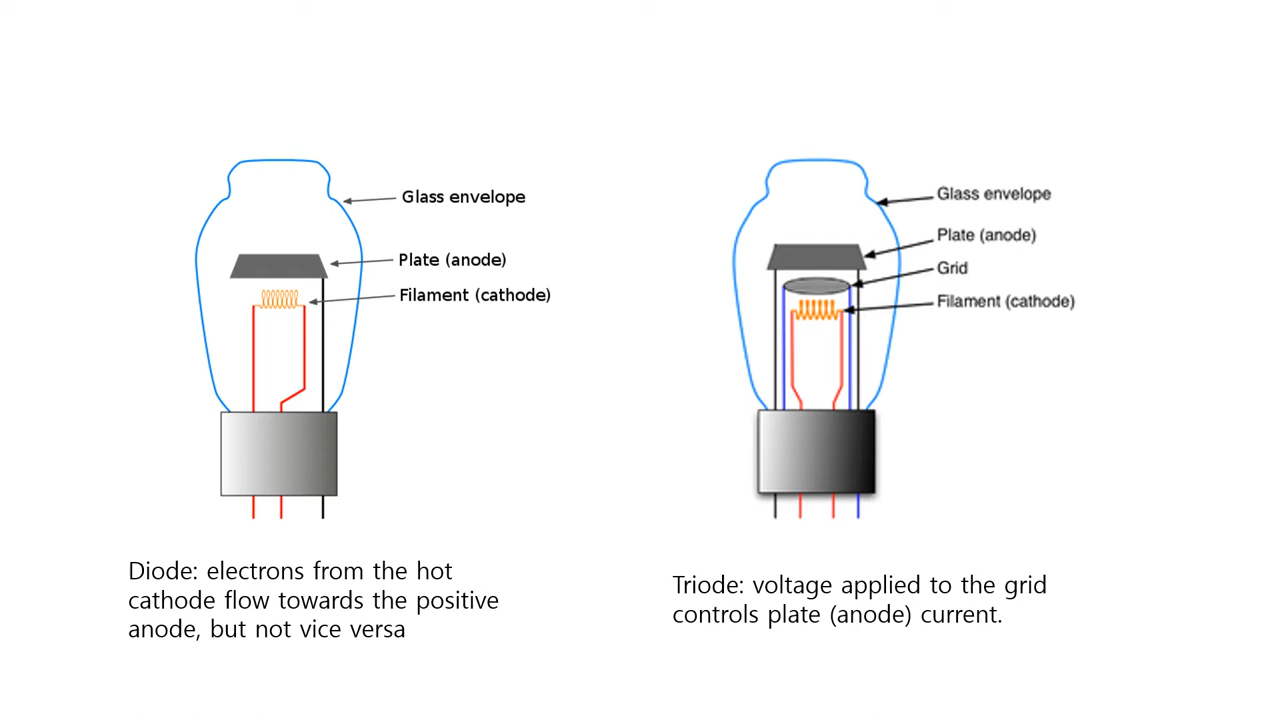 Glass envelope
Plate (anode)
Filament (cathode)
Diode: electrons from the hot
cathode flow towards the positive
anode, but not vice versa
Glass envelope
Plate (anode)
Grid
Filament (cathode)
Triode: voltage applied to the grid
controls plate (anode) current.